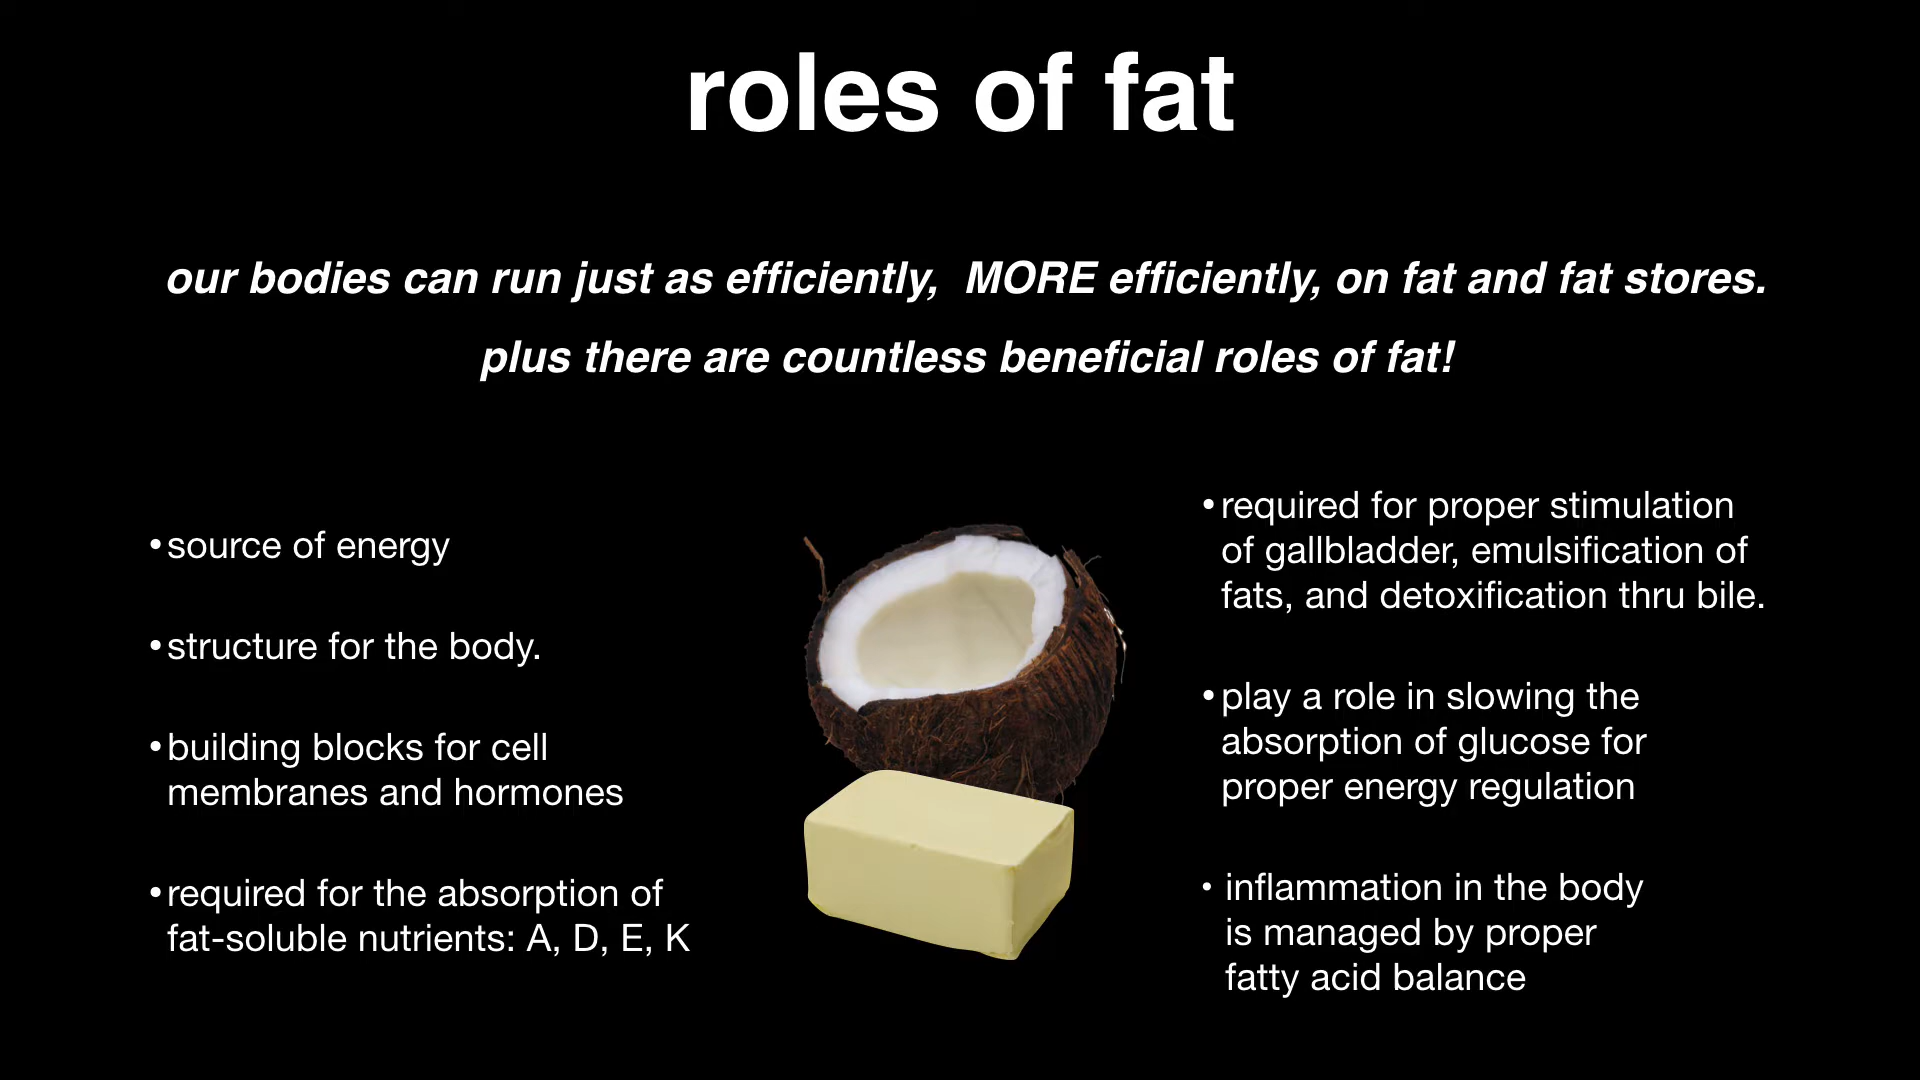 roles of fat
our bodies can run just as efficiently,  MORE efficiently, on fat and fat stores.
plus there are countless beneficial roles of fat!
•source of energy
•structure for the body.
•building blocks for cell
membranes and hormones
•required for the absorption of
fat-soluble nutrients: A, D, E, K
•required for proper stimulation
of gallbladder, emulsification of
fats, and detoxification thru bile.
•play a role in slowing the
absorption of glucose for
proper energy regulation
• inflammation in the body
is managed by proper
fatty acid balance